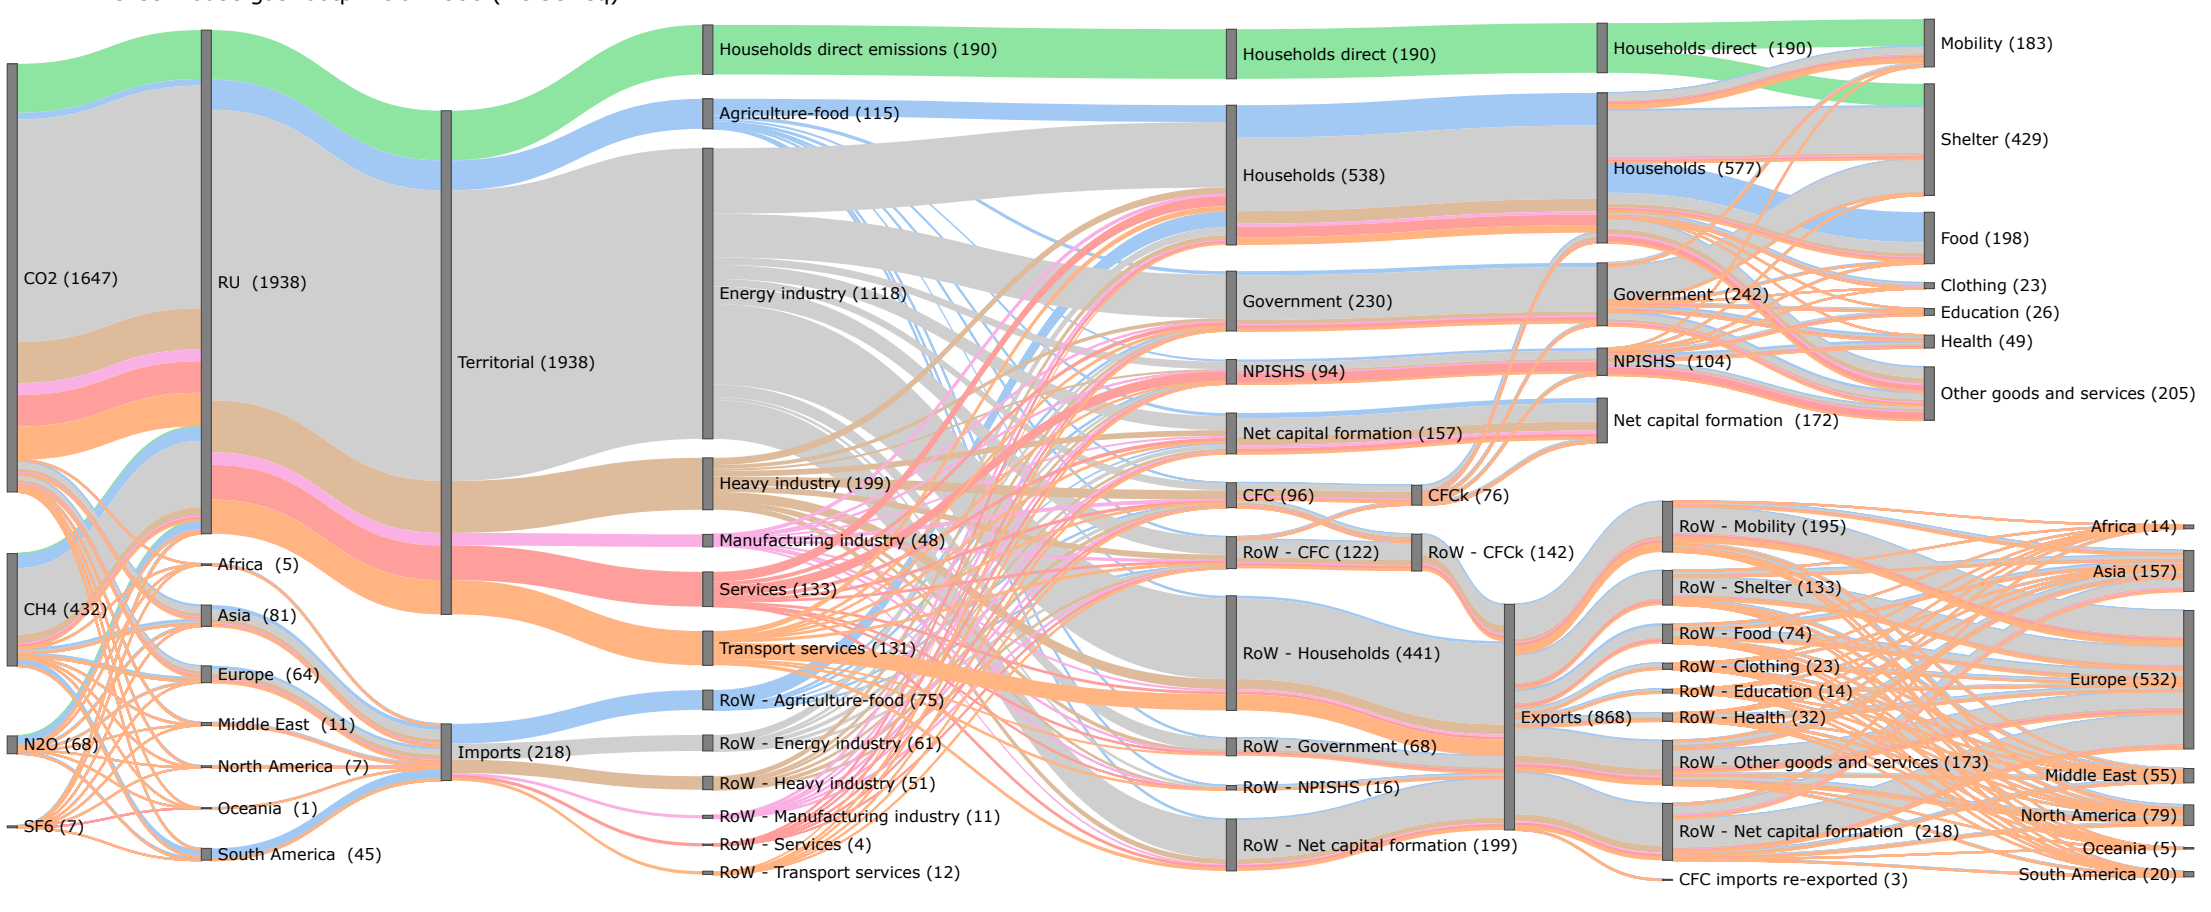 Households direct emissions (190)
Households direct (190)
Households direct  (190)
Mobility (183)
Agriculture-food (115)
Shelter (429)
Households (538)
Households  (577)
Food (198)
CO2 (1647)
RU  (1938)
Energy industry (1118)
Government (230)
Government  (242)
Clothing (23)
Education (26)
Health (49)
Territorial (1938)
NPISHS (94)
NPISHS  (104)
Other goods and services (205)
Net capital formation (157)
Net capital formation  (172)
Heavy industry (199)
CFC (96)
CFCk (76)
Manufacturing industry (48)
RoW - CFC (122)
RoW - CFCk (142)
RoW - Mobility (195)
Africa (14)
Africa  (5)
Services (133)
RoW - Shelter (133)
Asia (157)
CH4 (432)
Asia  (81)
Transport services (131)
RoW - Households (441)
RoW - Food (74)
Europe  (64)
RoW - Clothing (23)
Europe (532)
RoW - Agriculture-food (75)
RoW - Education (14)
Middle East  (11)
Exports (868)
RoW - Health (32)
N2O (68)
Imports (218)
RoW - Energy industry (61)
RoW - Government (68)
North America  (7)
RoW - Other goods and services (173)
Middle East (55)
RoW - Heavy industry (51)
RoW - NPISHS (16)
Oceania  (1)
RoW - Manufacturing industry (11)
North America (79)
SF6 (7)
RoW - Net capital formation  (218)
RoW - Services (4)
RoW - Net capital formation (199)
Oceania (5)
South America  (45)
RoW - Transport services (12)
CFC imports re-exported (3)
South America (20)